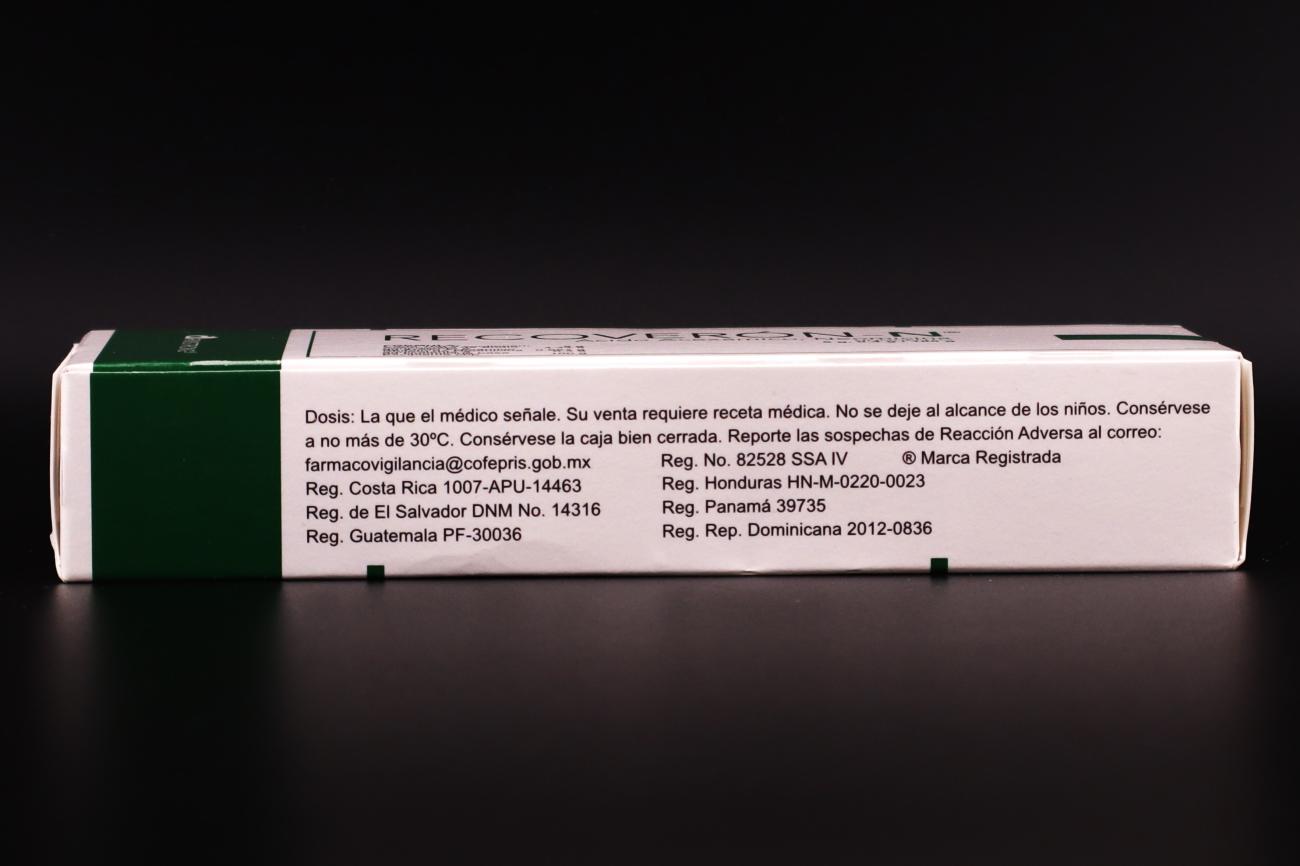 RECOVERÓN N
Dosis: La que el médico señale. Su venta requiere receta médica. No se deje al alcance de los niños. Consérvese
a no más de 30ºC. Consérvese la caja bien cerrada. Reporte las sospechas de Reacción Adversa al correo:
farmacovigilancia@cofepris.gob.mx Reg. No. 82528 SSA IV ® Marca Registrada
Reg. Costa Rica 1007-APU-14463 Reg. Honduras HN-M-0220-0023
Reg. de El Salvador DNM No. 14316 Reg. Panamá 39735
Reg. Guatemala PF-30036 Reg. Rep. Dominicana 2012-0836